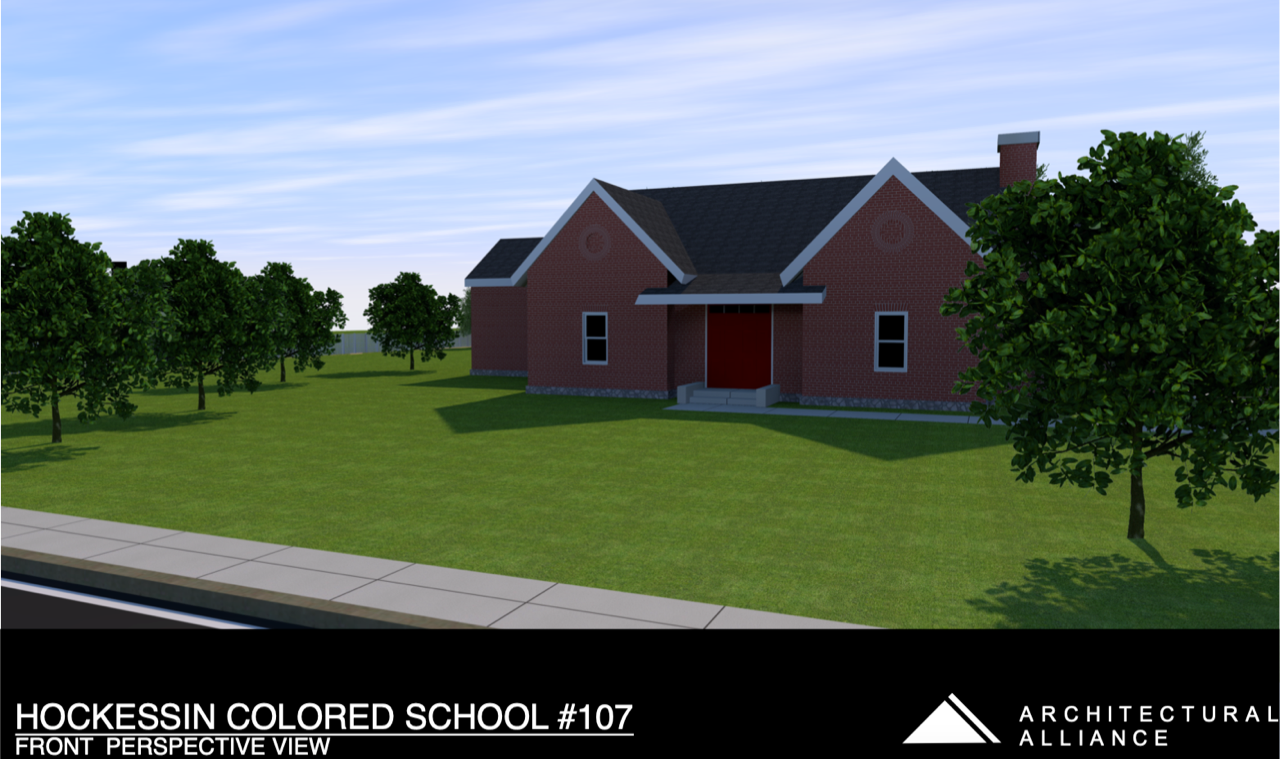 HOCKESSIN COLORED SCHOOL #107
FRONT PERSPECTIVE VIEW
ARCHITECTURAL
ALLIANCE